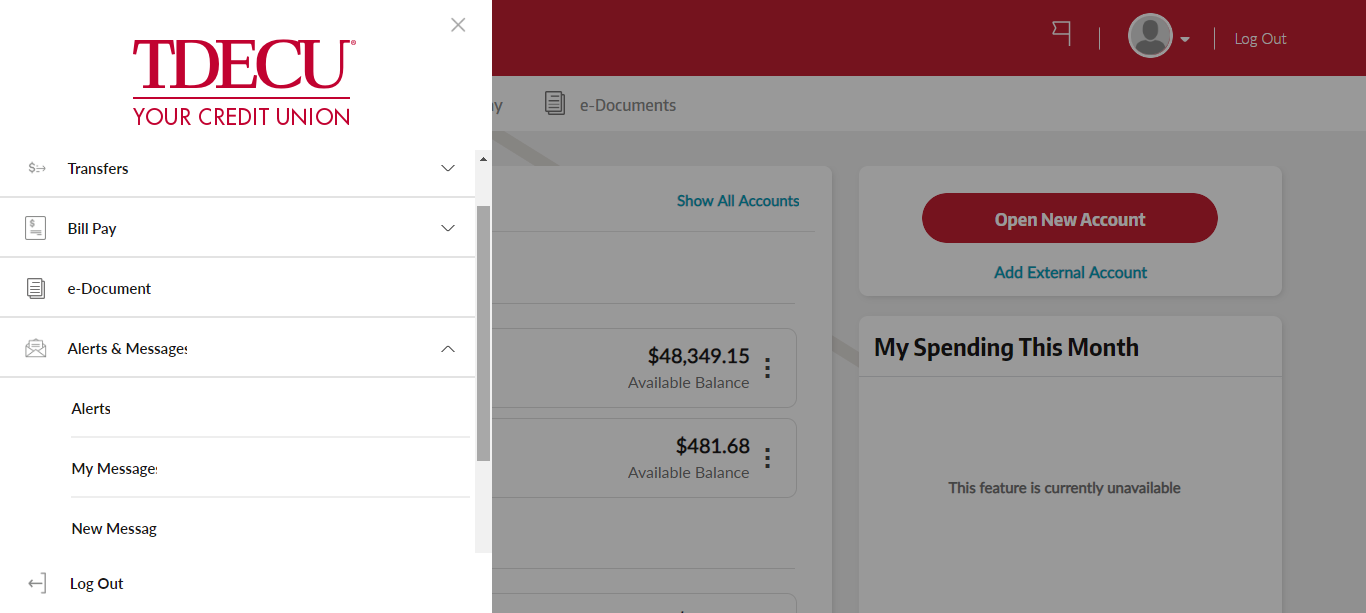 TDECU®
YOUR CREDIT UNION
Transfers
Bill Pay
e-Document
Alerts & Messages
Alerts
My Messages
New Messag
Log Out
Log Out
e-Documents
Show All Accounts
$48,349.15
Available Balance
$481.68
Available Balance
Open New Account
Add External Account
My Spending This Month
This feature is currently unavailable